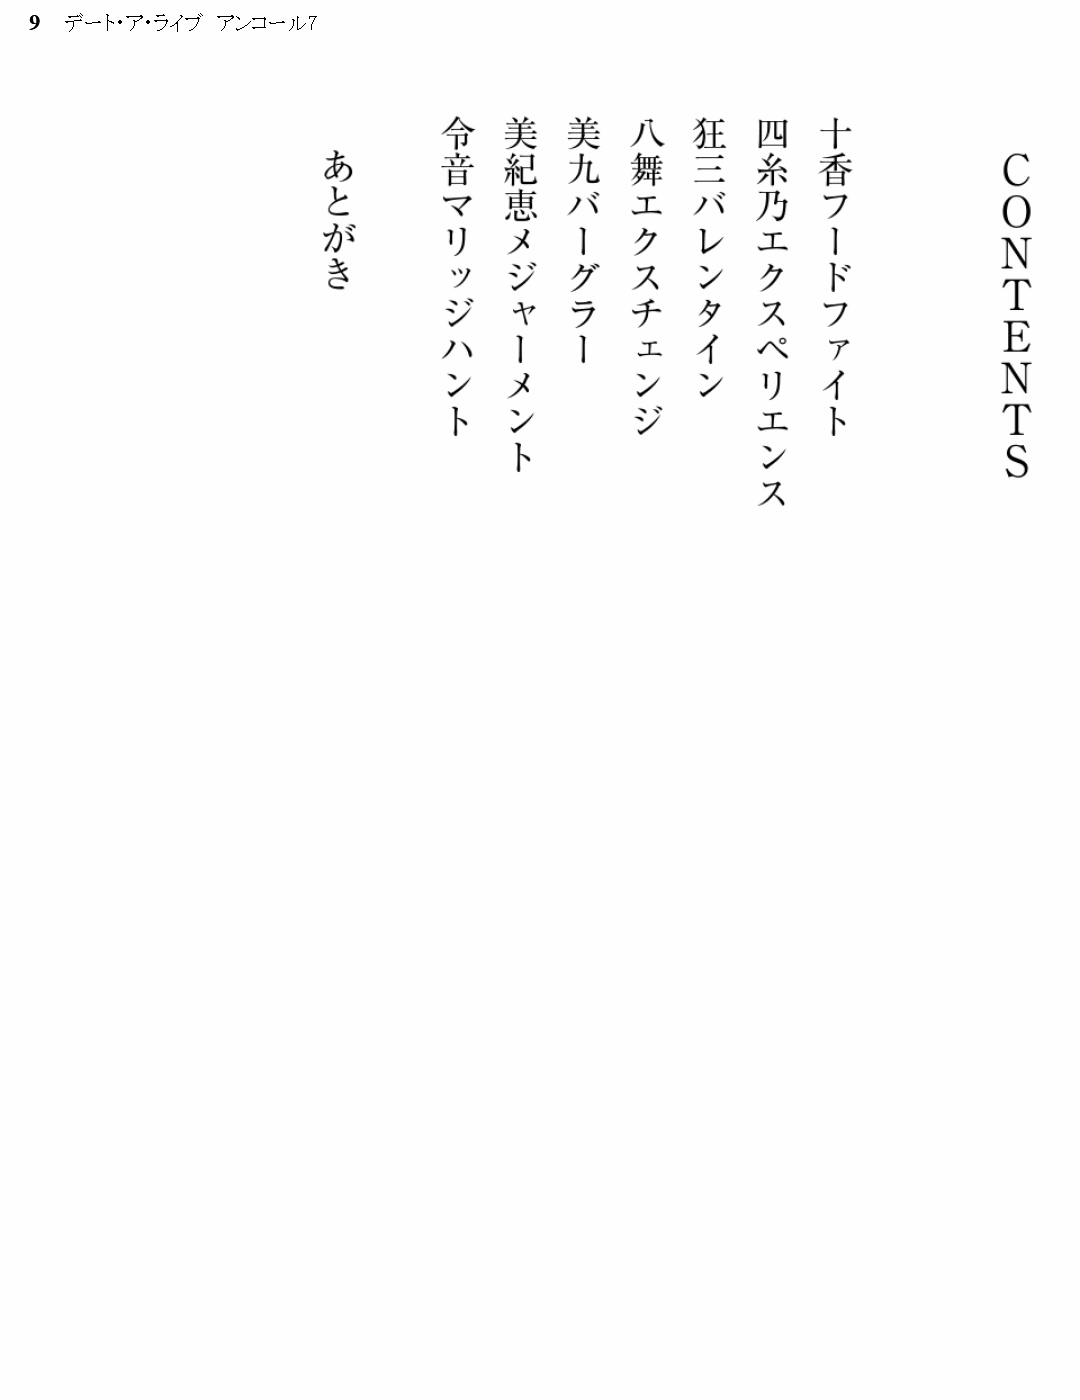 9 デート・ア・ライブ アンコール7
CONTENTS
十香フードファイト
四糸乃エクスペリエンス
狂三バレンタイン
八舞エクスチェンジ
美九バーグラー
美紀恵メジャーメント
令音マリッジハント
あとがき